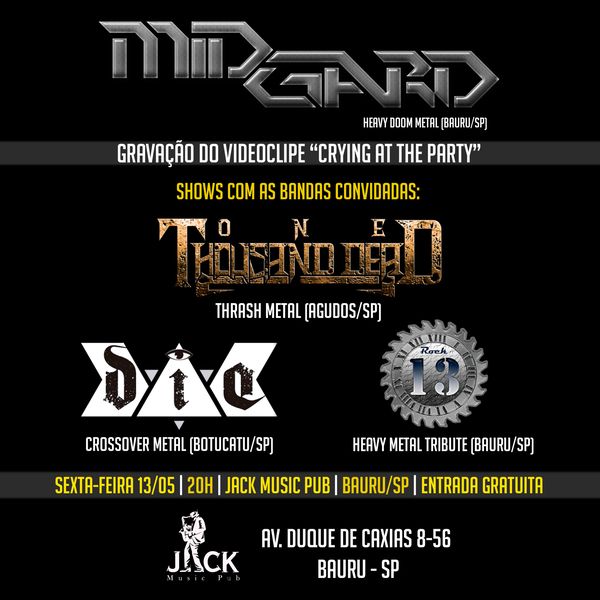 MIDGARD
HEAVY DOOM METAL (BAURU/SP)
GRAVAÇÃO DO VIDEOCLIPE “CRYING AT THE PARTY”
SHOWS COM AS BANDAS CONVIDADAS:
ONE
THOUSAND DEAD
THRASH METAL (AGUDOS/SP)
d.i.c
CROSSOVER METAL (BOTUCATU/SP)
Rock
13
HEAVY METAL TRIBUTE (BAURU/SP)
SEXTA-FEIRA 13/05 | 20H | JACK MUSIC PUB | BAURU/SP | ENTRADA GRATUITA
JACK
Music Pub
AV. DUQUE DE CAXIAS 8-56
BAURU - SP